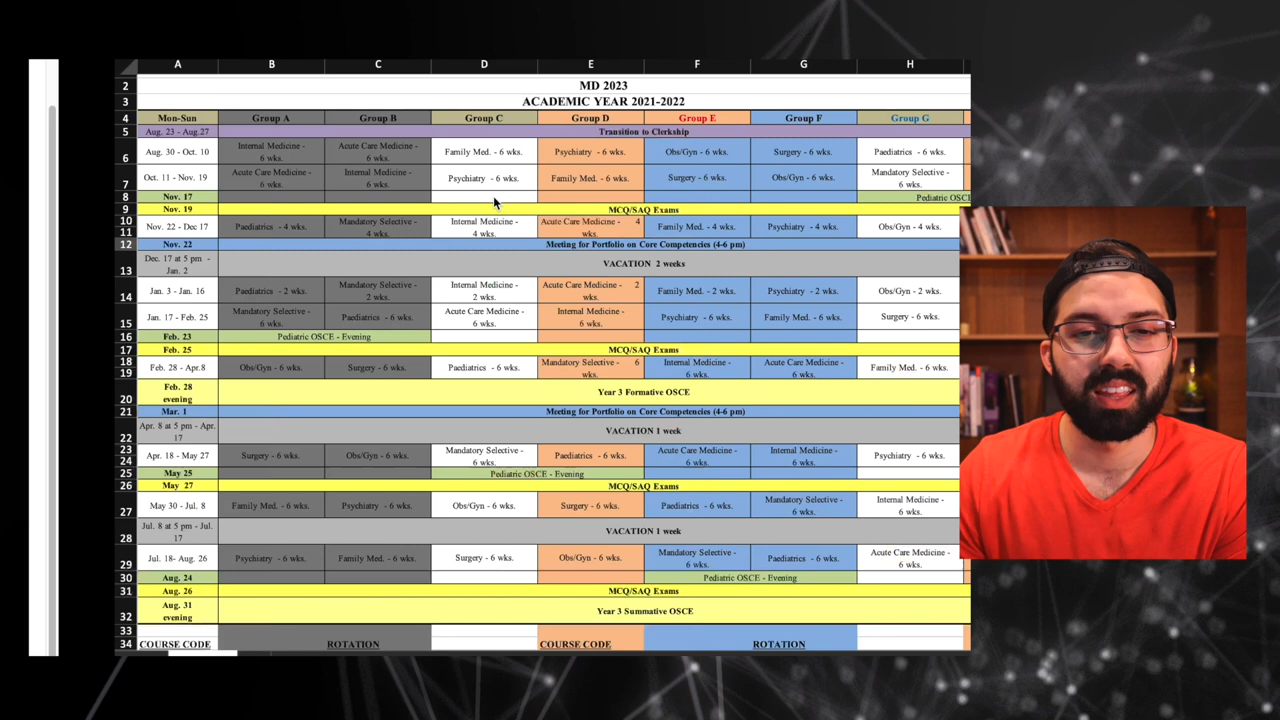 A B C D E F G H
2 MD 2023
3 ACADEMIC YEAR 2021-2022
4 Mon-Sun Group A Group B Group C Group D Group E Group F Group G
5 Aug. 23 - Aug.27 Transition to Clerkship
6 Aug. 30 - Oct. 10 Internal Medicine - 6 wks. Acute Care Medicine - 6 wks. Family Med. - 6 wks. Psychiatry - 6 wks. Obs/Gyn - 6 wks. Surgery - 6 wks. Paediatrics - 6 wks.
7 Oct. 11 - Nov. 19 Acute Care Medicine - 6 wks. Internal Medicine - 6 wks. Psychiatry - 6 wks. Family Med. - 6 wks. Surgery - 6 wks. Obs/Gyn - 6 wks. Mandatory Selective - 6 wks.
8 Nov. 17 Pediatric OSC
9 Nov. 19 MCQ/SAQ Exams
10 11 Nov. 22 - Dec 17 Paediatrics - 4 wks. Mandatory Selective - 4 wks. Internal Medicine - 4 wks. Acute Care Medicine - 4 wks. Family Med. - 4 wks. Psychiatry - 4 wks. Obs/Gyn - 4 wks.
12 Nov. 22 Meeting for Portfolio on Core Competencies (4-6 pm)
13 Dec. 17 at 5 pm - Jan. 2 VACATION 2 weeks
14 Jan. 3 - Jan. 16 Paediatrics - 2 wks. Mandatory Selective - 2 wks. Internal Medicine - 2 wks. Acute Care Medicine - 2 wks. Family Med. - 2 wks. Psychiatry - 2 wks. Obs/Gyn - 2 wks.
15 Jan. 17 - Feb. 25 Mandatory Selective - 6 wks. Paediatrics - 6 wks. Acute Care Medicine - 6 wks. Internal Medicine - 6 wks. Psychiatry - 6 wks. Family Med. - 6 wks. Surgery - 6 wks.
16 Feb. 23 Pediatric OSCE - Evening
17 Feb. 25 MCQ/SAQ Exams
18 19 Feb. 28 - Apr.8 Obs/Gyn - 6 wks. Surgery - 6 wks. Paediatrics - 6 wks. Mandatory Selective - 6 wks. Internal Medicine - 6 wks. Acute Care Medicine - 6 wks. Family Med. - 6 wks.
20 Feb. 28 evening Year 3 Formative OSCE
21 Mar. 1 Meeting for Portfolio on Core Competencies (4-6 pm)
22 Apr. 8 at 5 pm - Apr. 17 VACATION 1 week
23 24 Apr. 18 - May 27 Surgery - 6 wks. Obs/Gyn - 6 wks. Mandatory Selective - 6 wks. Paediatrics - 6 wks. Acute Care Medicine - 6 wks. Internal Medicine - 6 wks. Psychiatry - 6 wks.
25 May 25 Pediatric OSCE - Evening
26 May 27 MCQ/SAQ Exams
27 May 30 - Jul. 8 Family Med. - 6 wks. Psychiatry - 6 wks. Obs/Gyn - 6 wks. Surgery - 6 wks. Paediatrics - 6 wks. Mandatory Selective - 6 wks. Internal Medicine - 6 wks.
28 Jul. 8 at 5 pm - Jul. 17 VACATION 1 week
29 Jul. 18- Aug. 26 Psychiatry - 6 wks. Family Med. - 6 wks. Surgery - 6 wks. Obs/Gyn - 6 wks. Mandatory Selective - 6 wks. Paediatrics - 6 wks. Acute Care Medicine - 6 wks.
30 Aug. 24 Pediatric OSCE - Evening
31 Aug. 26 MCQ/SAQ Exams
32 Aug. 31 evening Year 3 Summative OSCE
33
34 COURSE CODE ROTATION COURSE CODE ROTATION